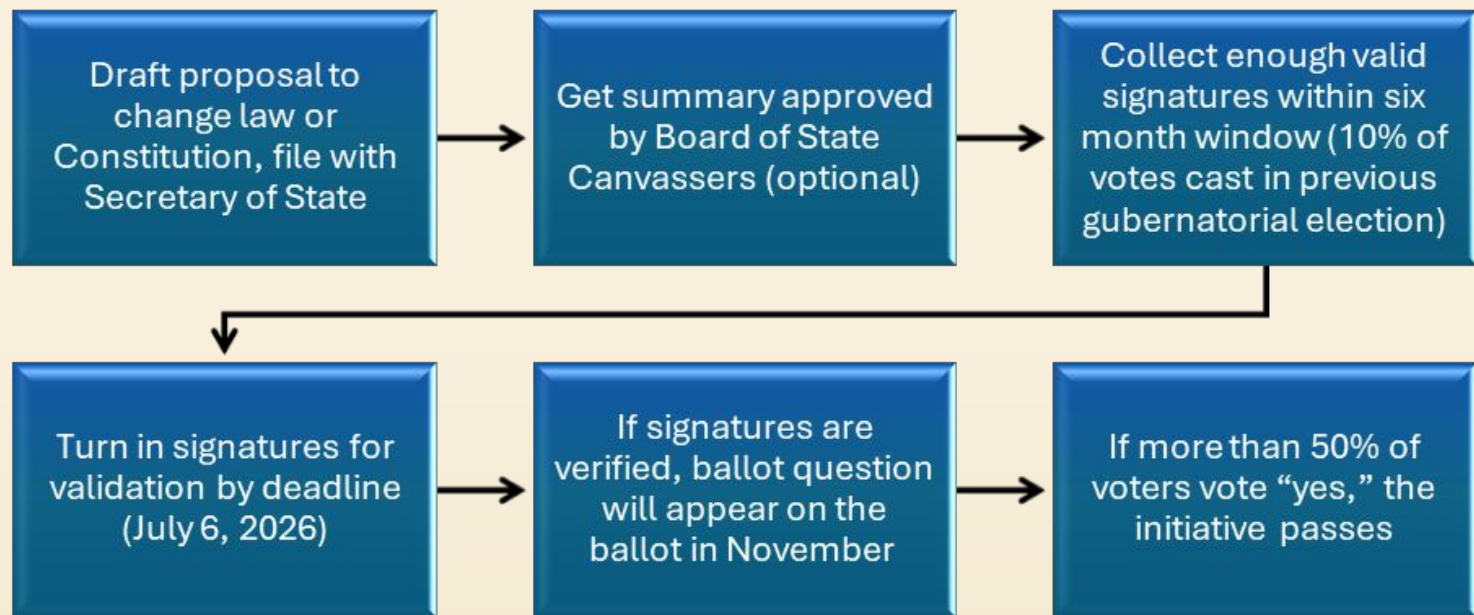 Draft proposal to
change law or
Constitution, file with
Secretary of State
Get summary approved
by Board of State
Canvassers (optional)
Collect enough valid
signatures within six
month window (10% of
votes cast in previous
gubernatorial election)
Turn in signatures for
validation by deadline
(July 6, 2026)
If signatures are
verified, ballot question
will appear on the
ballot in November
If more than 50% of
voters vote “yes,” the
initiative passes